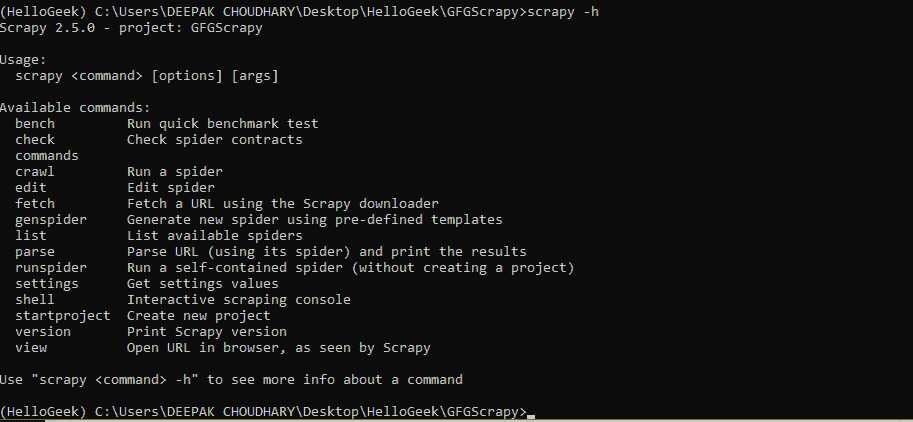 (HelloGeek) C:\Users\DEEPAK CHOUDHARY\Desktop\HelloGeek\GFGScrapy>scrapy -h
Scrapy 2.5.0 - project: GFGScrapy
Usage:
  scrapy <command> [options] [args]
Available commands:
  bench         Run quick benchmark test
  check         Check spider contracts
  commands
  crawl         Run a spider
  edit          Edit spider
  fetch         Fetch a URL using the Scrapy downloader
  genspider     Generate new spider using pre-defined templates
  list          List available spiders
  parse         Parse URL (using its spider) and print the results
  runspider     Run a self-contained spider (without creating a project)
  settings      Get settings values
  shell         Interactive scraping console
  startproject  Create new project
  version       Print Scrapy version
  view          Open URL in browser, as seen by Scrapy
Use "scrapy <command> -h" to see more info about a command
(HelloGeek) C:\Users\DEEPAK CHOUDHARY\Desktop\HelloGeek\GFGScrapy>